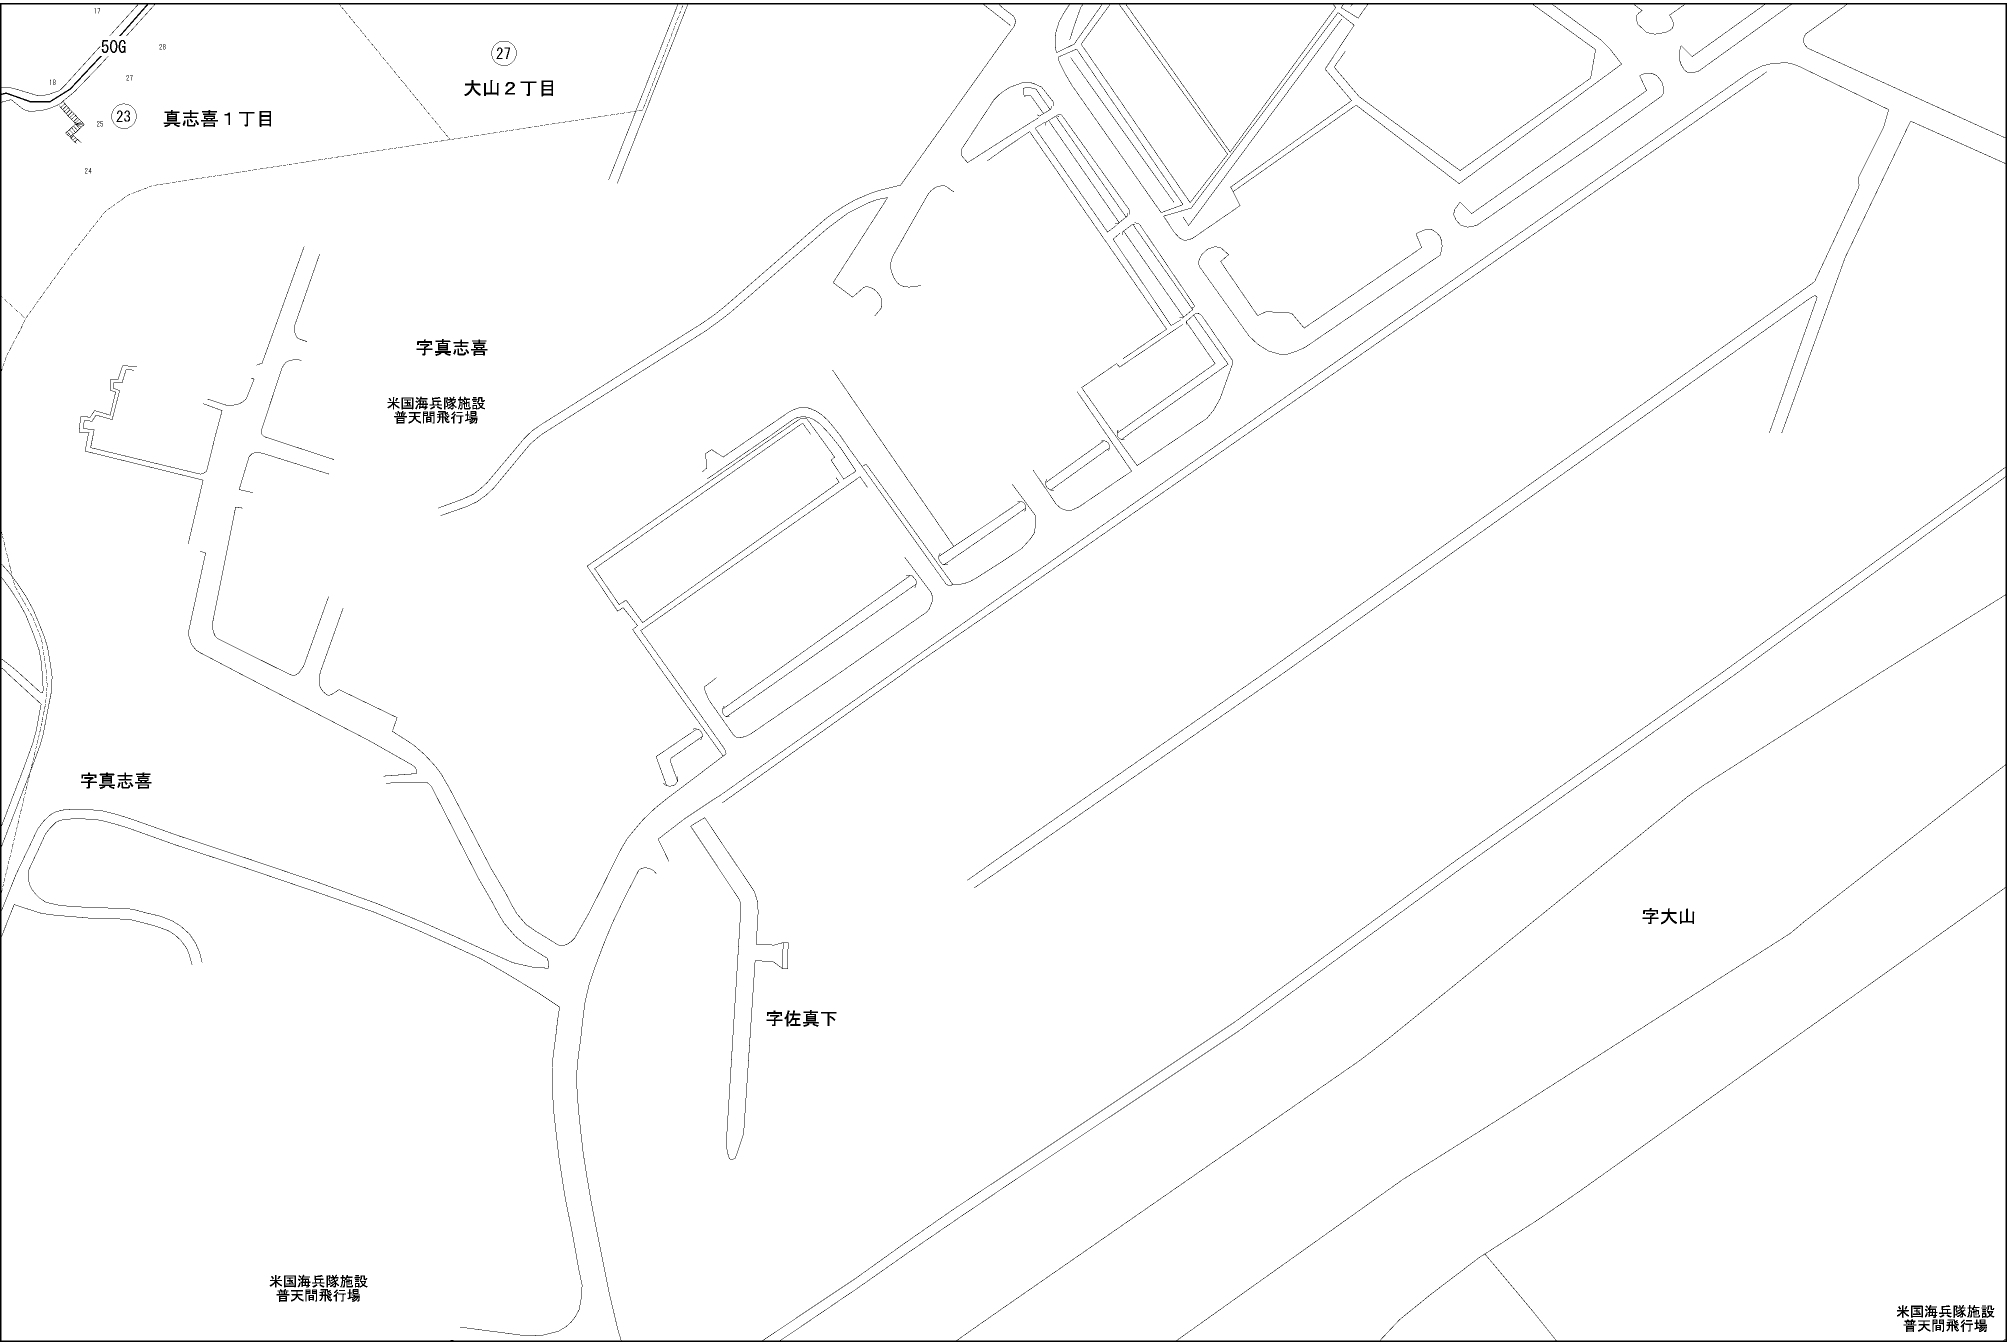 17
50G
28
18
27
23
真志喜1丁目
25
24
27
大山2丁目
字真志喜
米国海兵隊施設
普天間飛行場
字真志喜
字大山
字佐真下
米国海兵隊施設
普天間飛行場
米国海兵隊施設
普天間飛行場